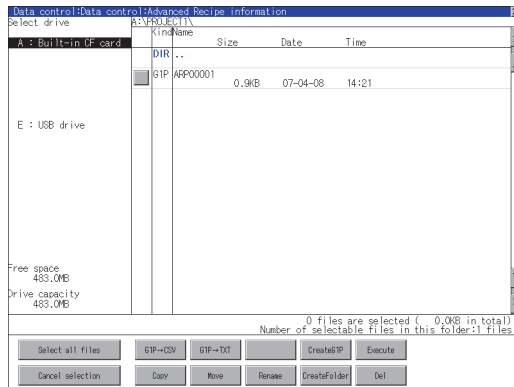 Data control:Data control:Advanced Recipe information
Select drive A:\PROJECT1\
Kind Name
Size Date Time
A : Built-in CF card
DIR ..
G1P ARP00001
0.9KB 07-04-08 14:21
E : USB drive
Free space
483.0MB
Drive capacity
483.0MB
0 files are selected ( 0.0KB in total)
Number of selectable files in this folder:1 files
Select all files G1P→CSV G1P→TXT CreateG1P Execute
Cancel selection Copy Move Rename CreateFolder Del